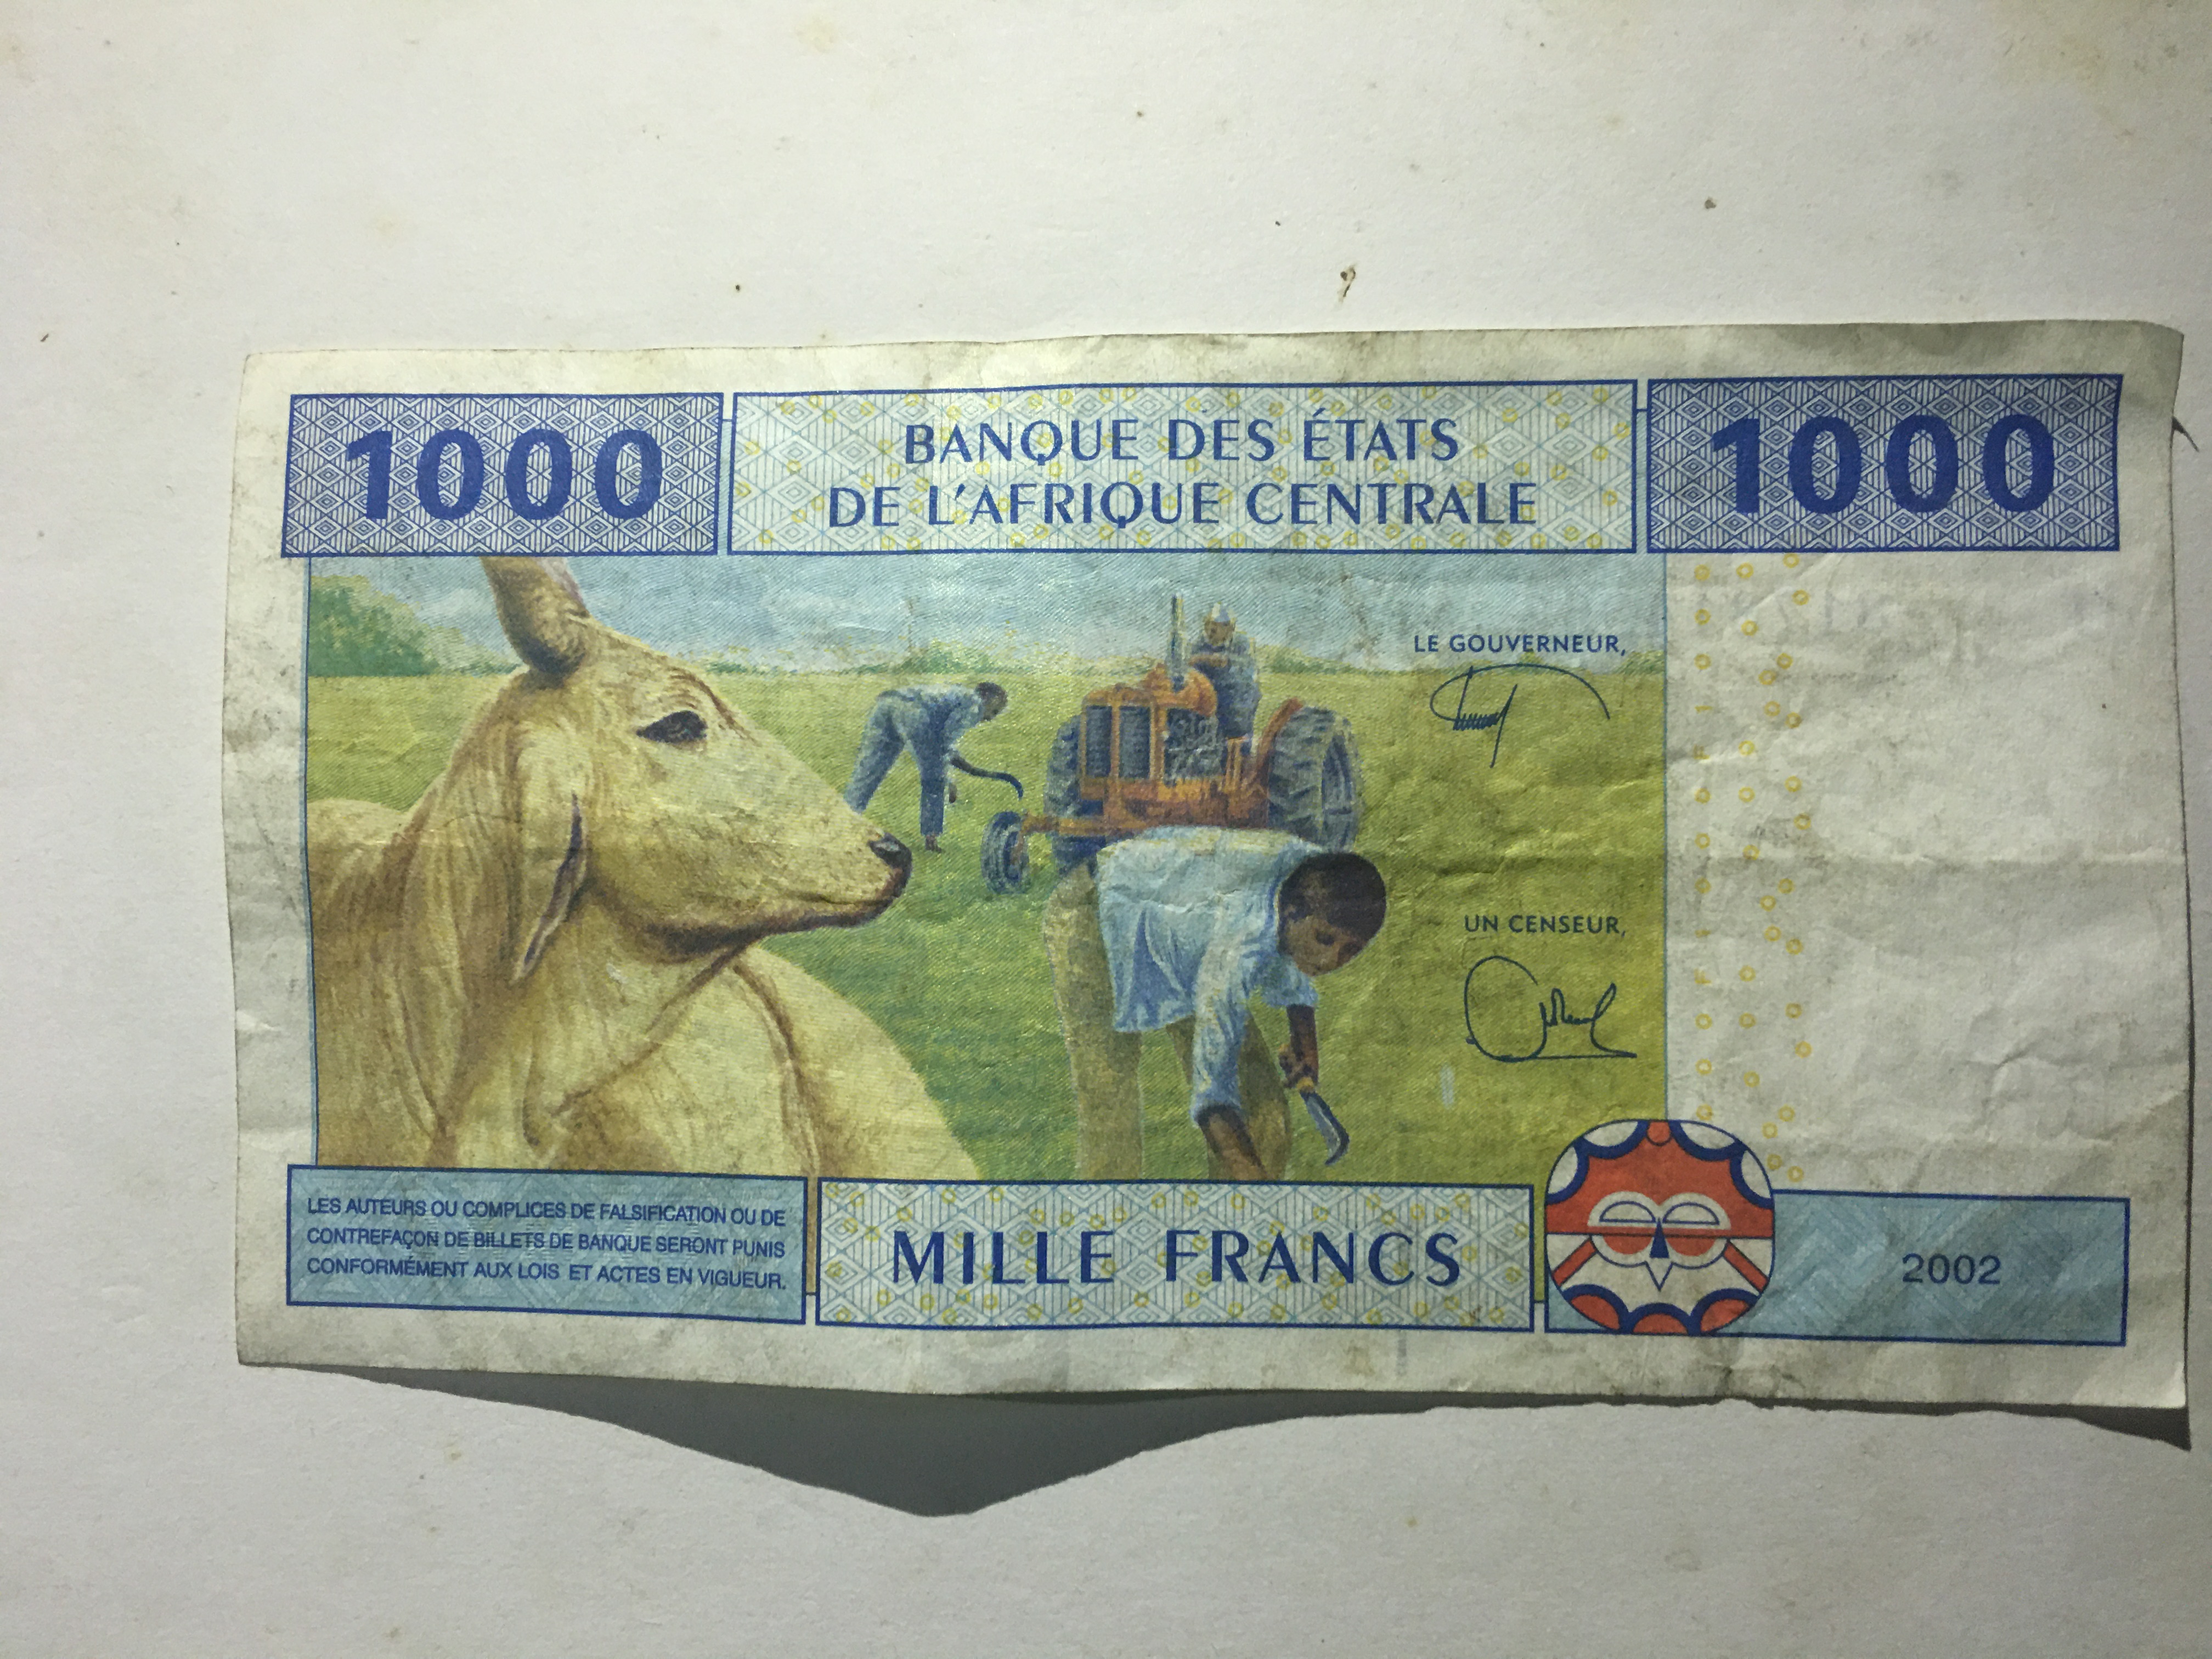 1000
BANQUE DES ÉTATS
DE L'AFRIQUE CENTRALE
1000
LE GOUVERNEUR,
UN CENSEUR,
LES AUTEURS OU COMPLICES DE FALSIFICATION OU DE
CONTREFAÇON DE BILLETS DE BANQUE SERONT PUNIS
CONFORMÉMENT AUX LOIS ET ACTES EN VIGUEUR.
MILLE FRANCS
2002